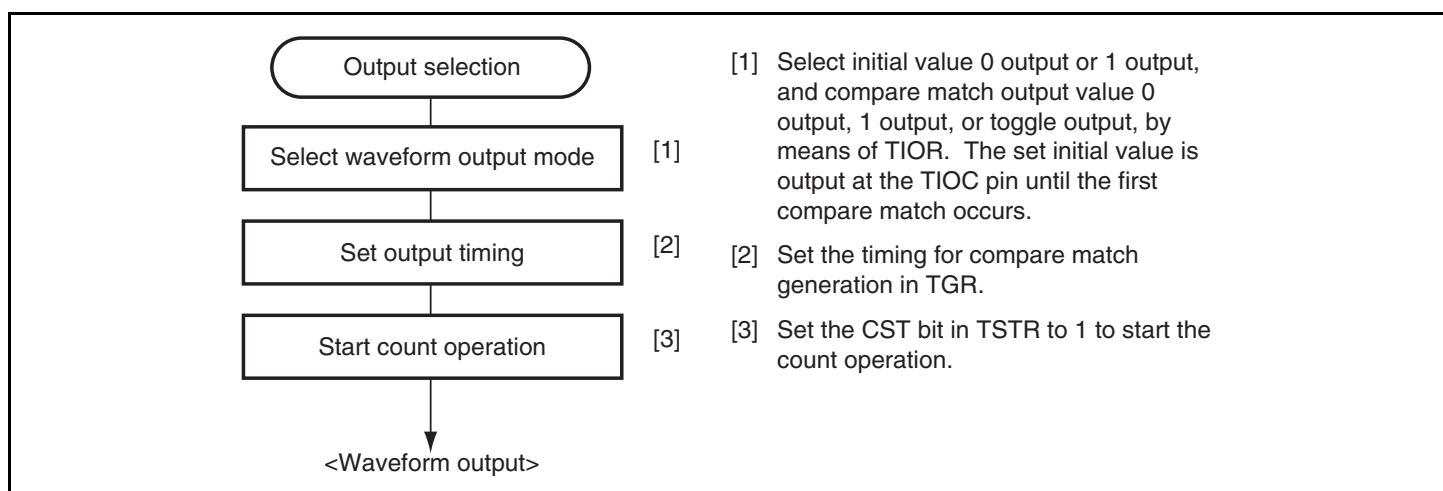 Output selection
Select waveform output mode
[1]
Set output timing
[2]
Start count operation
[3]
<Waveform output>
[1] Select initial value 0 output or 1 output,
and compare match output value 0
output, 1 output, or toggle output, by
means of TIOR. The set initial value is
output at the TIOC pin until the first
compare match occurs.
[2] Set the timing for compare match
generation in TGR.
[3] Set the CST bit in TSTR to 1 to start the
count operation.